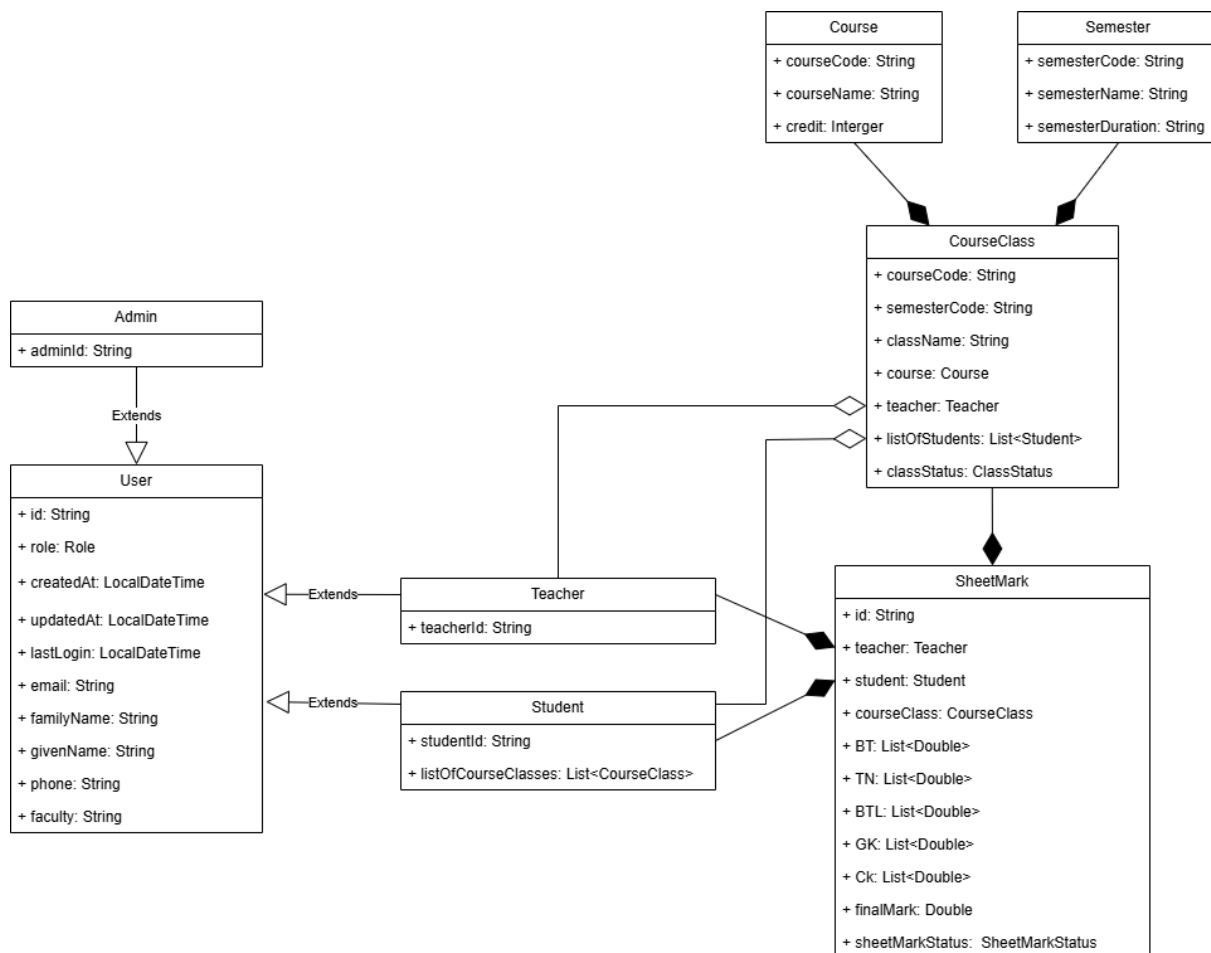 Course
+ courseCode: String
+ courseName: String
+ credit: Interger
Semester
+ semesterCode: String
+ semesterName: String
+ semesterDuration: String
CourseClass
+ courseCode: String
+ semesterCode: String
+ className: String
+ course: Course
+ teacher: Teacher
+ listOfStudents: List<Student>
+ classStatus: ClassStatus
Admin
+ adminId: String
Extends
User
+ id: String
+ role: Role
+ createdAt: LocalDateTime
+ updatedAt: LocalDateTime
+ lastLogin: LocalDateTime
+ email: String
+ familyName: String
+ givenName: String
+ phone: String
+ faculty: String
Extends
Teacher
+ teacherId: String
Extends
Student
+ studentId: String
+ listOfCourseClasses: List<CourseClass>
SheetMark
+ id: String
+ teacher: Teacher
+ student: Student
+ courseClass: CourseClass
+ BT: List<Double>
+ TN: List<Double>
+ BTL: List<Double>
+ GK: List<Double>
+ Ck: List<Double>
+ finalMark: Double
+ sheetMarkStatus: SheetMarkStatus